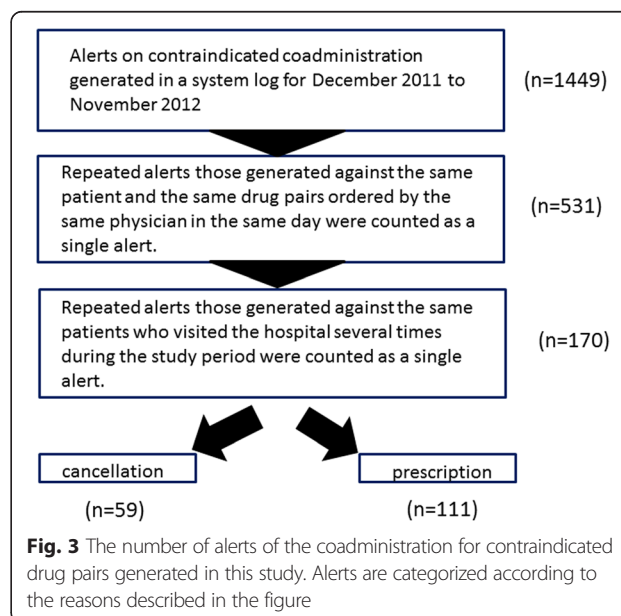 Alerts on contraindicated coadministration
generated in a system log for December 2011 to
November 2012
(n=1449)
Repeated alerts those generated against the same
patient and the same drug pairs ordered by the
same physician in the same day were counted as a
single alert.
(n=531)
Repeated alerts those generated against the same
patients who visited the hospital several times
during the study period were counted as a single
alert.
(n=170)
cancellation
prescription
(n=59)
(n=111)
Fig. 3 The number of alerts of the coadministration for contraindicated
drug pairs generated in this study. Alerts are categorized according to
the reasons described in the figure